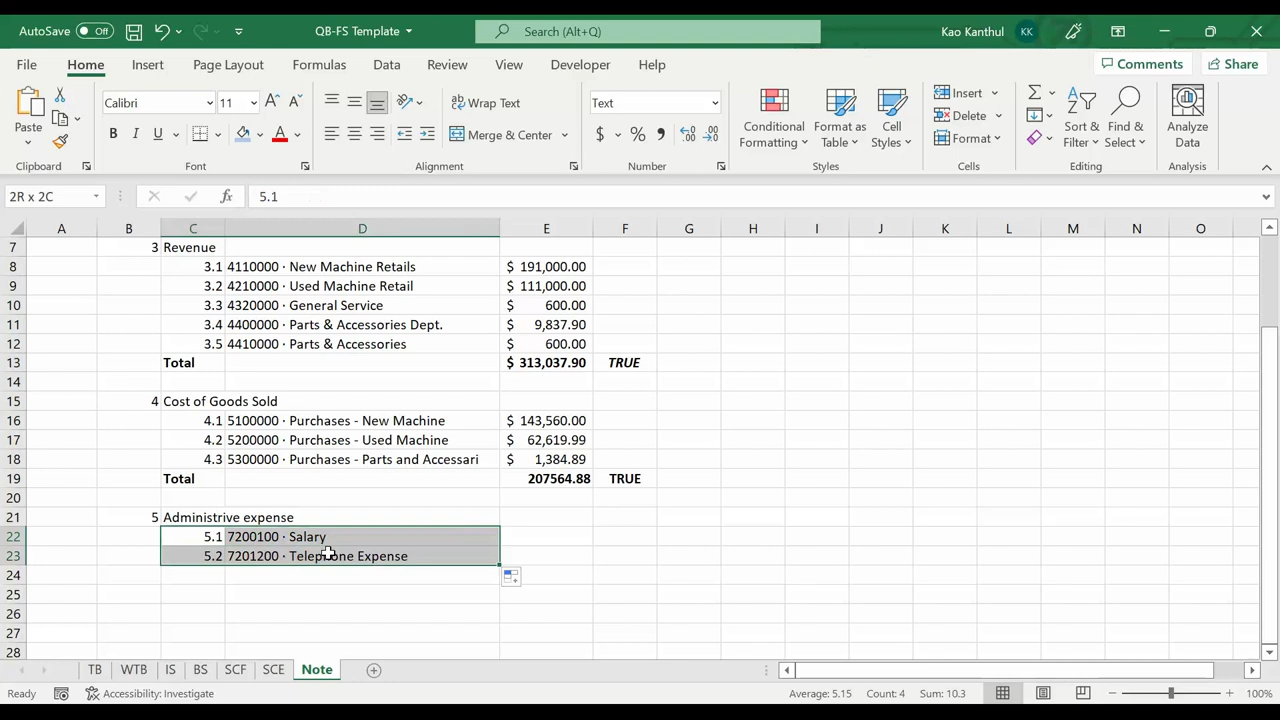 AutoSave Off QB-FS Template Search (Alt+Q) Kao Kanthul KK
File Home Insert Page Layout Formulas Data Review View Developer Help Comments Share
Paste Calibri 11 Wrap Text Text Conditional Formatting Format as Table Cell Styles Insert Sort & Filter Find & Select Analyze Data
B I U A Merge & Center $ % 9 Delete
Format
Clipboard Font Alignment Number Styles Cells Editing Analysis
2R x 2C fx 5.1
A B C D E F G H I J K L M N O
7 3 Revenue
8 3.1 4110000 · New Machine Retails $ 191,000.00
9 3.2 4210000 · Used Machine Retail $ 111,000.00
10 3.3 4320000 · General Service $ 600.00
11 3.4 4400000 · Parts & Accessories Dept. $ 9,837.90
12 3.5 4410000 · Parts & Accessories $ 600.00
13 Total $ 313,037.90 TRUE
14
15 4 Cost of Goods Sold
16 4.1 5100000 · Purchases - New Machine $ 143,560.00
17 4.2 5200000 · Purchases - Used Machine $ 62,619.99
18 4.3 5300000 · Purchases - Parts and Accessari $ 1,384.89
19 Total 207564.88 TRUE
20
21 5 Administrive expense
22 5.1 7200100 · Salary
23 5.2 7201200 · Telephone Expense
24
25
26
27
28
TB WTB IS BS SCF SCE Note
Ready Accessibility: Investigate Average: 5.15 Count: 4 Sum: 10.3 100%